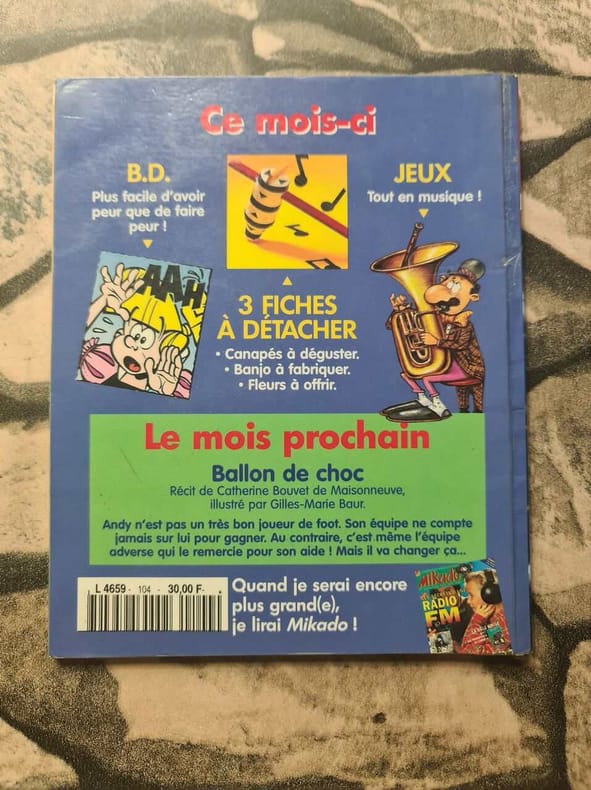 Ce mois-ci
B.D.
Plus facile d'avoir
peur que de faire
peur !
AAH
JEUX
Tout en musique !
3 FICHES
À DÉTACHER
• Canapés à déguster.
• Banjo à fabriquer.
• Fleurs à offrir.
Le mois prochain
Ballon de choc
Récit de Catherine Bouvet de Maisonneuve,
illustré par Gilles-Marie Baur.
Andy n'est pas un très bon joueur de foot. Son équipe ne compte
jamais sur lui pour gagner. Au contraire, c'est même l'équipe
adverse qui le remercie pour son aide ! Mais il va changer ça...
L 4659 - 104 - 30,00 F
Quand je serai encore
plus grand(e),
je lirai Mikado !
Mikado
RADIO
FM